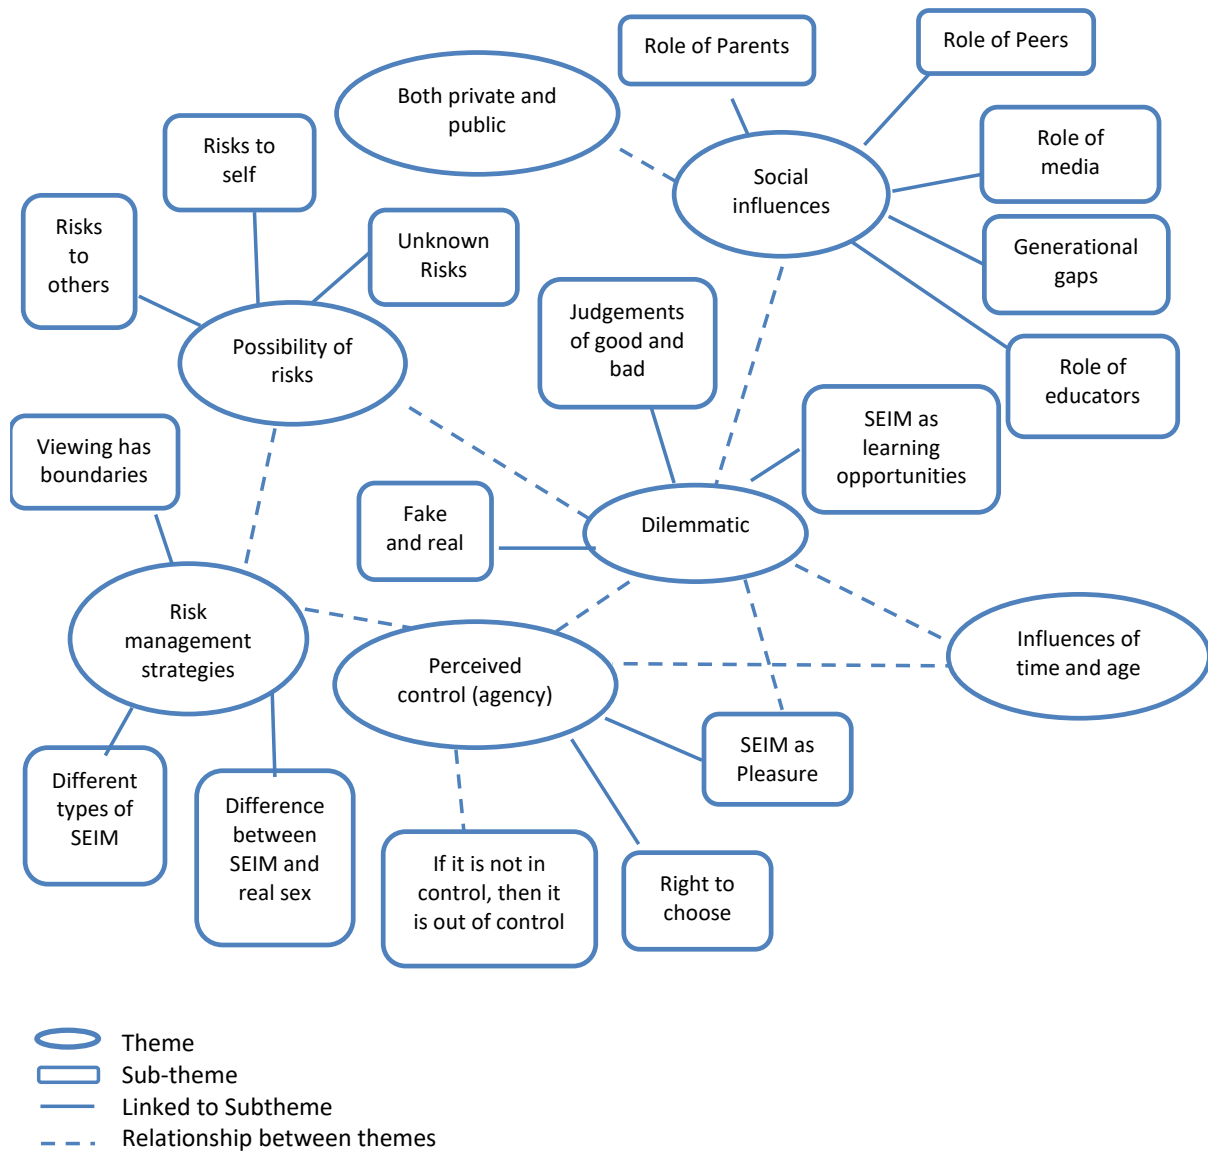 Role of Parents
Role of Peers
Both private and
public
Risks to
self
Role of
media
Social
influences
Risks
to
others
Unknown
Risks
Generational
gaps
Judgements
of good and
bad
Possibility of
risks
Role of
educators
Viewing has
boundaries
SEIM as
learning
opportunities
Fake
and real
Dilemmatic
Risk
management
strategies
Perceived
control (agency)
Influences of
time and age
SEIM as
Pleasure
Different
types of
SEIM
Difference
between
SEIM and
real sex
If it is not in
control, then it
is out of control
Right to
choose
Theme
Sub-theme
Linked to Subtheme
Relationship between themes